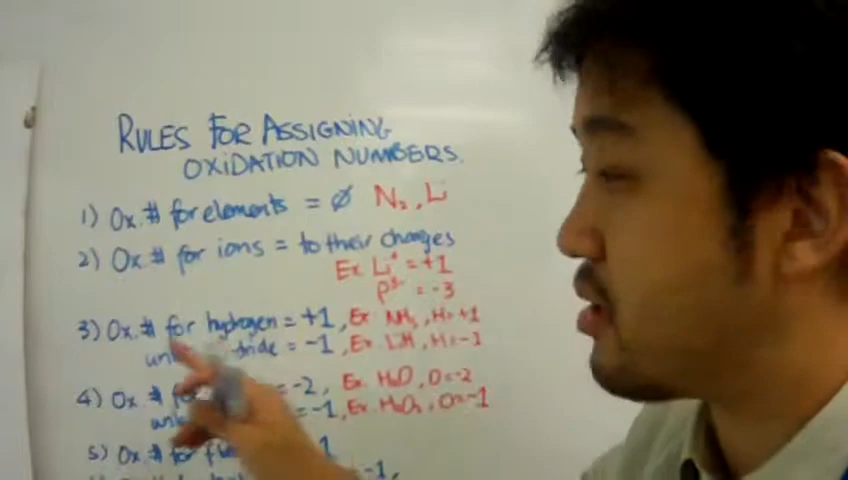 RULES FOR ASSIGNING
OXIDATION NUMBERS.
1) Ox. # for elements = ∅ N₂, Li
2) Ox. # for ions = to their charges
Ex Li⁺ = +1
P³⁻ = -3
3) Ox. # for hydrogen = +1, Ex NH₃, H=+1
= -1, Ex. LiH, H=-1
4) Ox. # = -2, Ex. H₂O, O=-2
= -1, Ex. H₂O₂, O=-1
5) Ox. # for
-1,